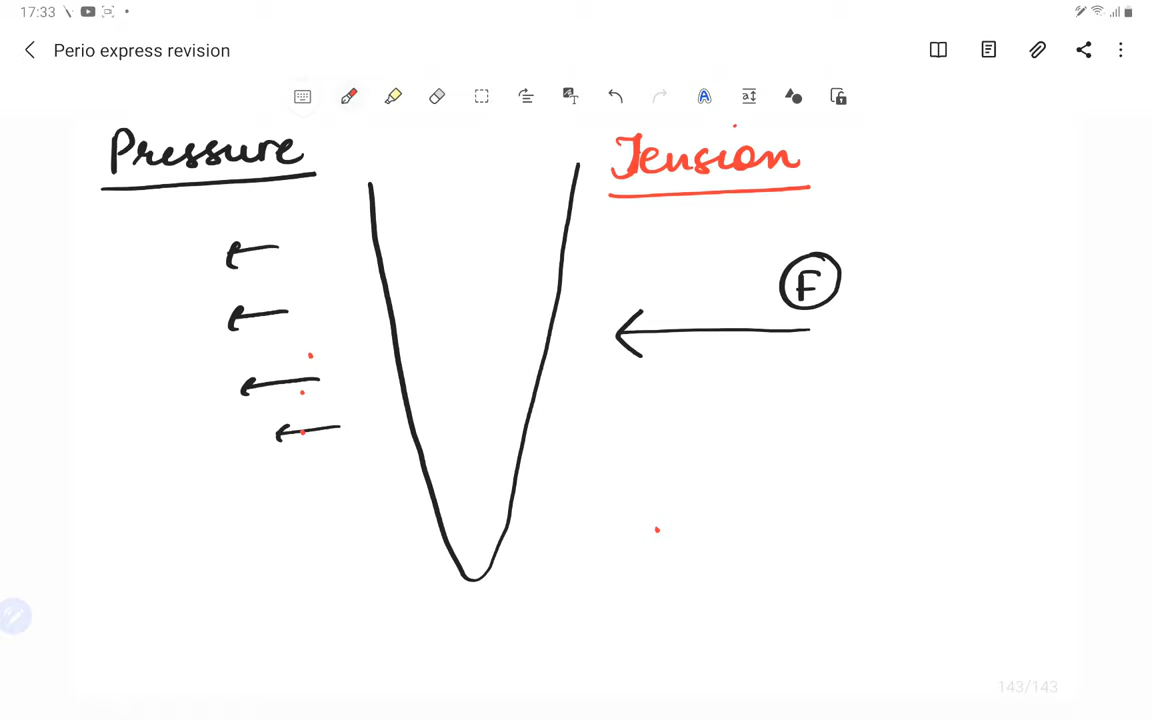 17:33
Perio express revision
Pressure
Tension
F
143/143